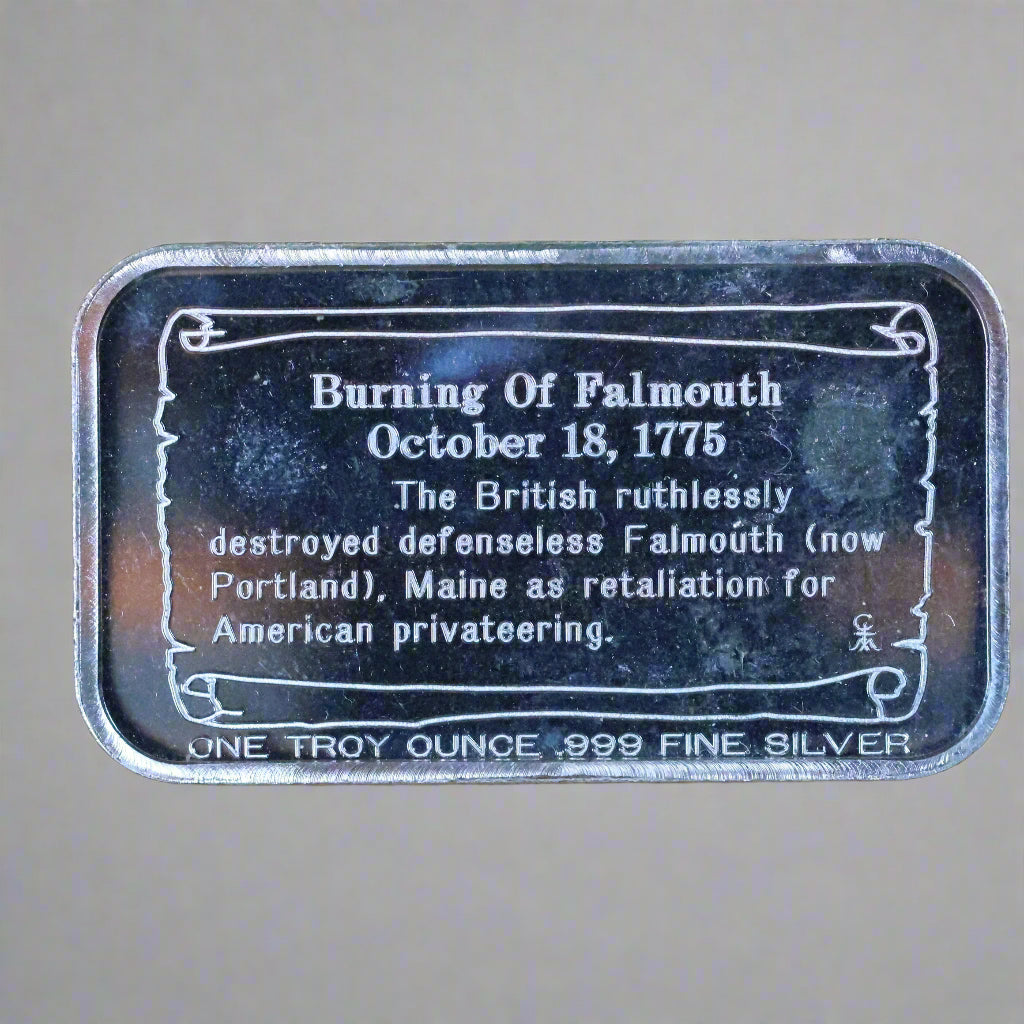 Burning Of Falmouth
October 18, 1775
The British ruthlessly
destroyed defenseless Falmouth (now
Portland), Maine as retaliation for
American privateering.
ONE TROY OUNCE .999 FINE SILVER